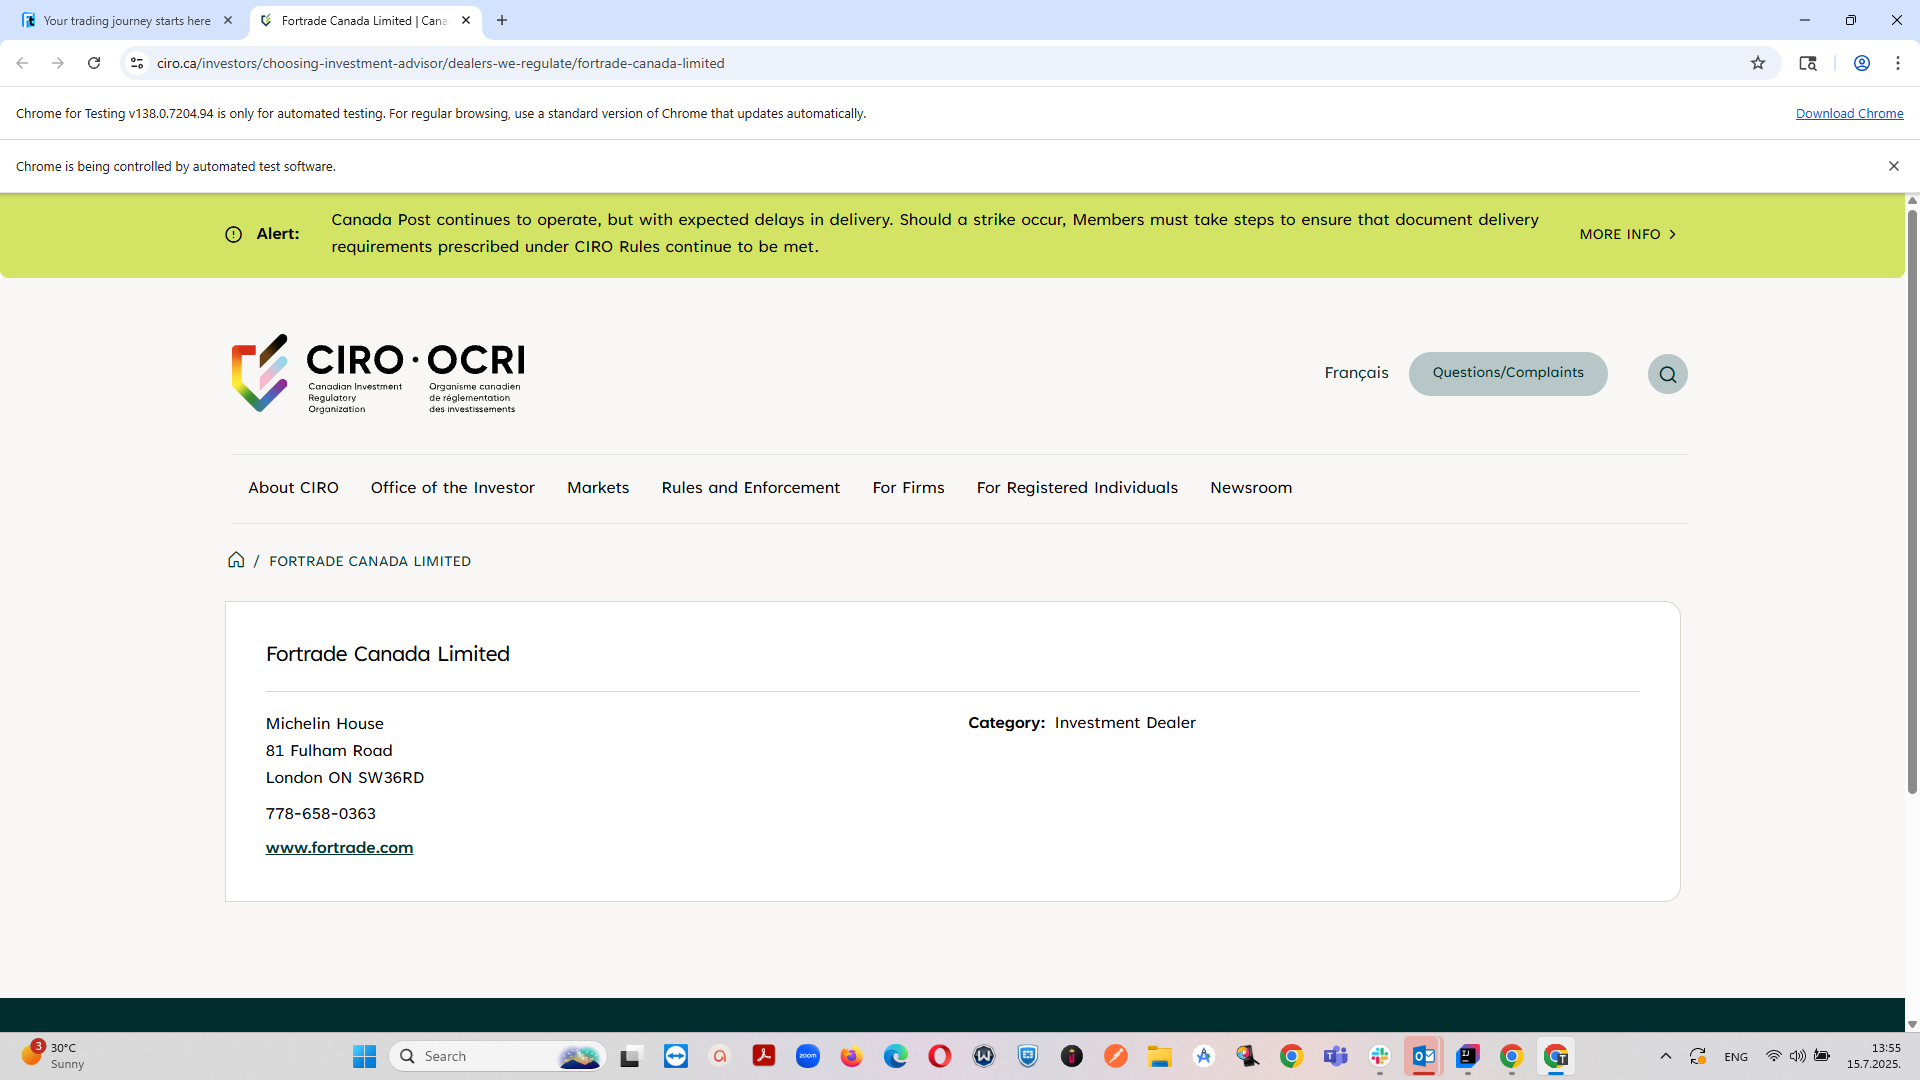 Your trading journey starts here
Fortrade Canada Limited | Cana
ciro.ca/investors/choosing-investment-advisor/dealers-we-regulate/fortrade-canada-limited
Chrome for Testing v138.0.7204.94 is only for automated testing. For regular browsing, use a standard version of Chrome that updates automatically.
Download Chrome
Chrome is being controlled by automated test software.
Alert:
Canada Post continues to operate, but with expected delays in delivery. Should a strike occur, Members must take steps to ensure that document delivery
requirements prescribed under CIRO Rules continue to be met.
MORE INFO
CIRO · OCRI
Canadian Investment
Regulatory
Organization
Organisme canadien
de réglementation
des investissements
Français
Questions/Complaints
About CIRO
Office of the Investor
Markets
Rules and Enforcement
For Firms
For Registered Individuals
Newsroom
/ FORTRADE CANADA LIMITED
Fortrade Canada Limited
Michelin House
81 Fulham Road
London ON SW36RD
778-658-0363
www.fortrade.com
Category: Investment Dealer
3
30°C
Sunny
Search
zoom
ENG
13:55
15.7.2025.